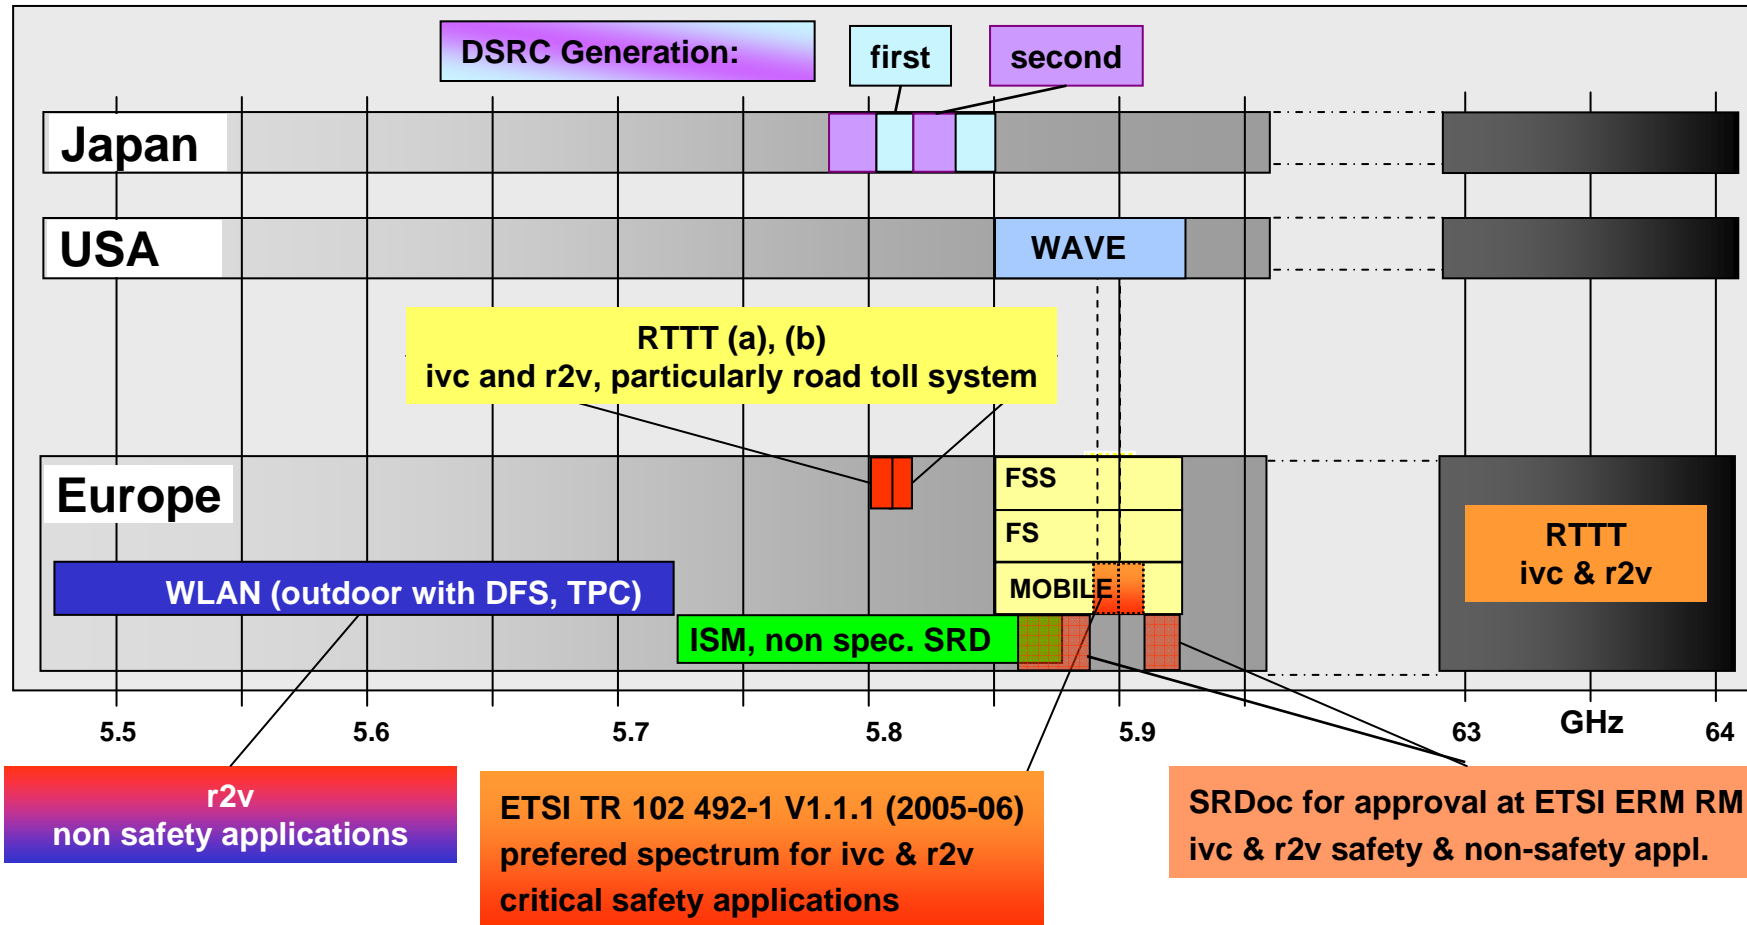 DSRC Generation:
first
second
Japan
USA
WAVE
RTTT (a), (b)
ivc and r2v, particularly road toll system
Europe
FSS
FS
MOBILE
RTTT
ivc & r2v
WLAN (outdoor with DFS, TPC)
ISM, non spec. SRD
5.5
5.6
5.7
5.8
5.9
63
GHz
64
r2v
non safety applications
ETSI TR 102 492-1 V1.1.1 (2005-06)
prefered spectrum for ivc & r2v
critical safety applications
SRDoc for approval at ETSI ERM RM
ivc & r2v safety & non-safety appl.